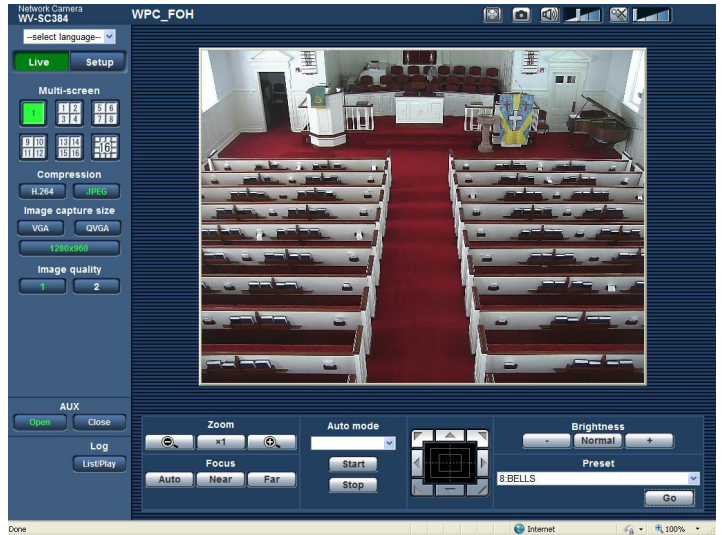 Network Camera
WV-SC384
WPC_FOH
--select language--
Live Setup
Multi-screen
1
1 2
3 4
5 6
7 8
9 10
11 12
13 14
15 16
16
Compression
H.264 JPEG
Image capture size
VGA QVGA
1280x960
Image quality
1 2
AUX
Open Close
Log
List/Play
Zoom
×1
Focus
Auto Near Far
Auto mode
Start
Stop
Brightness
- Normal +
Preset
8:BELLS
Go
Done
Internet
100%